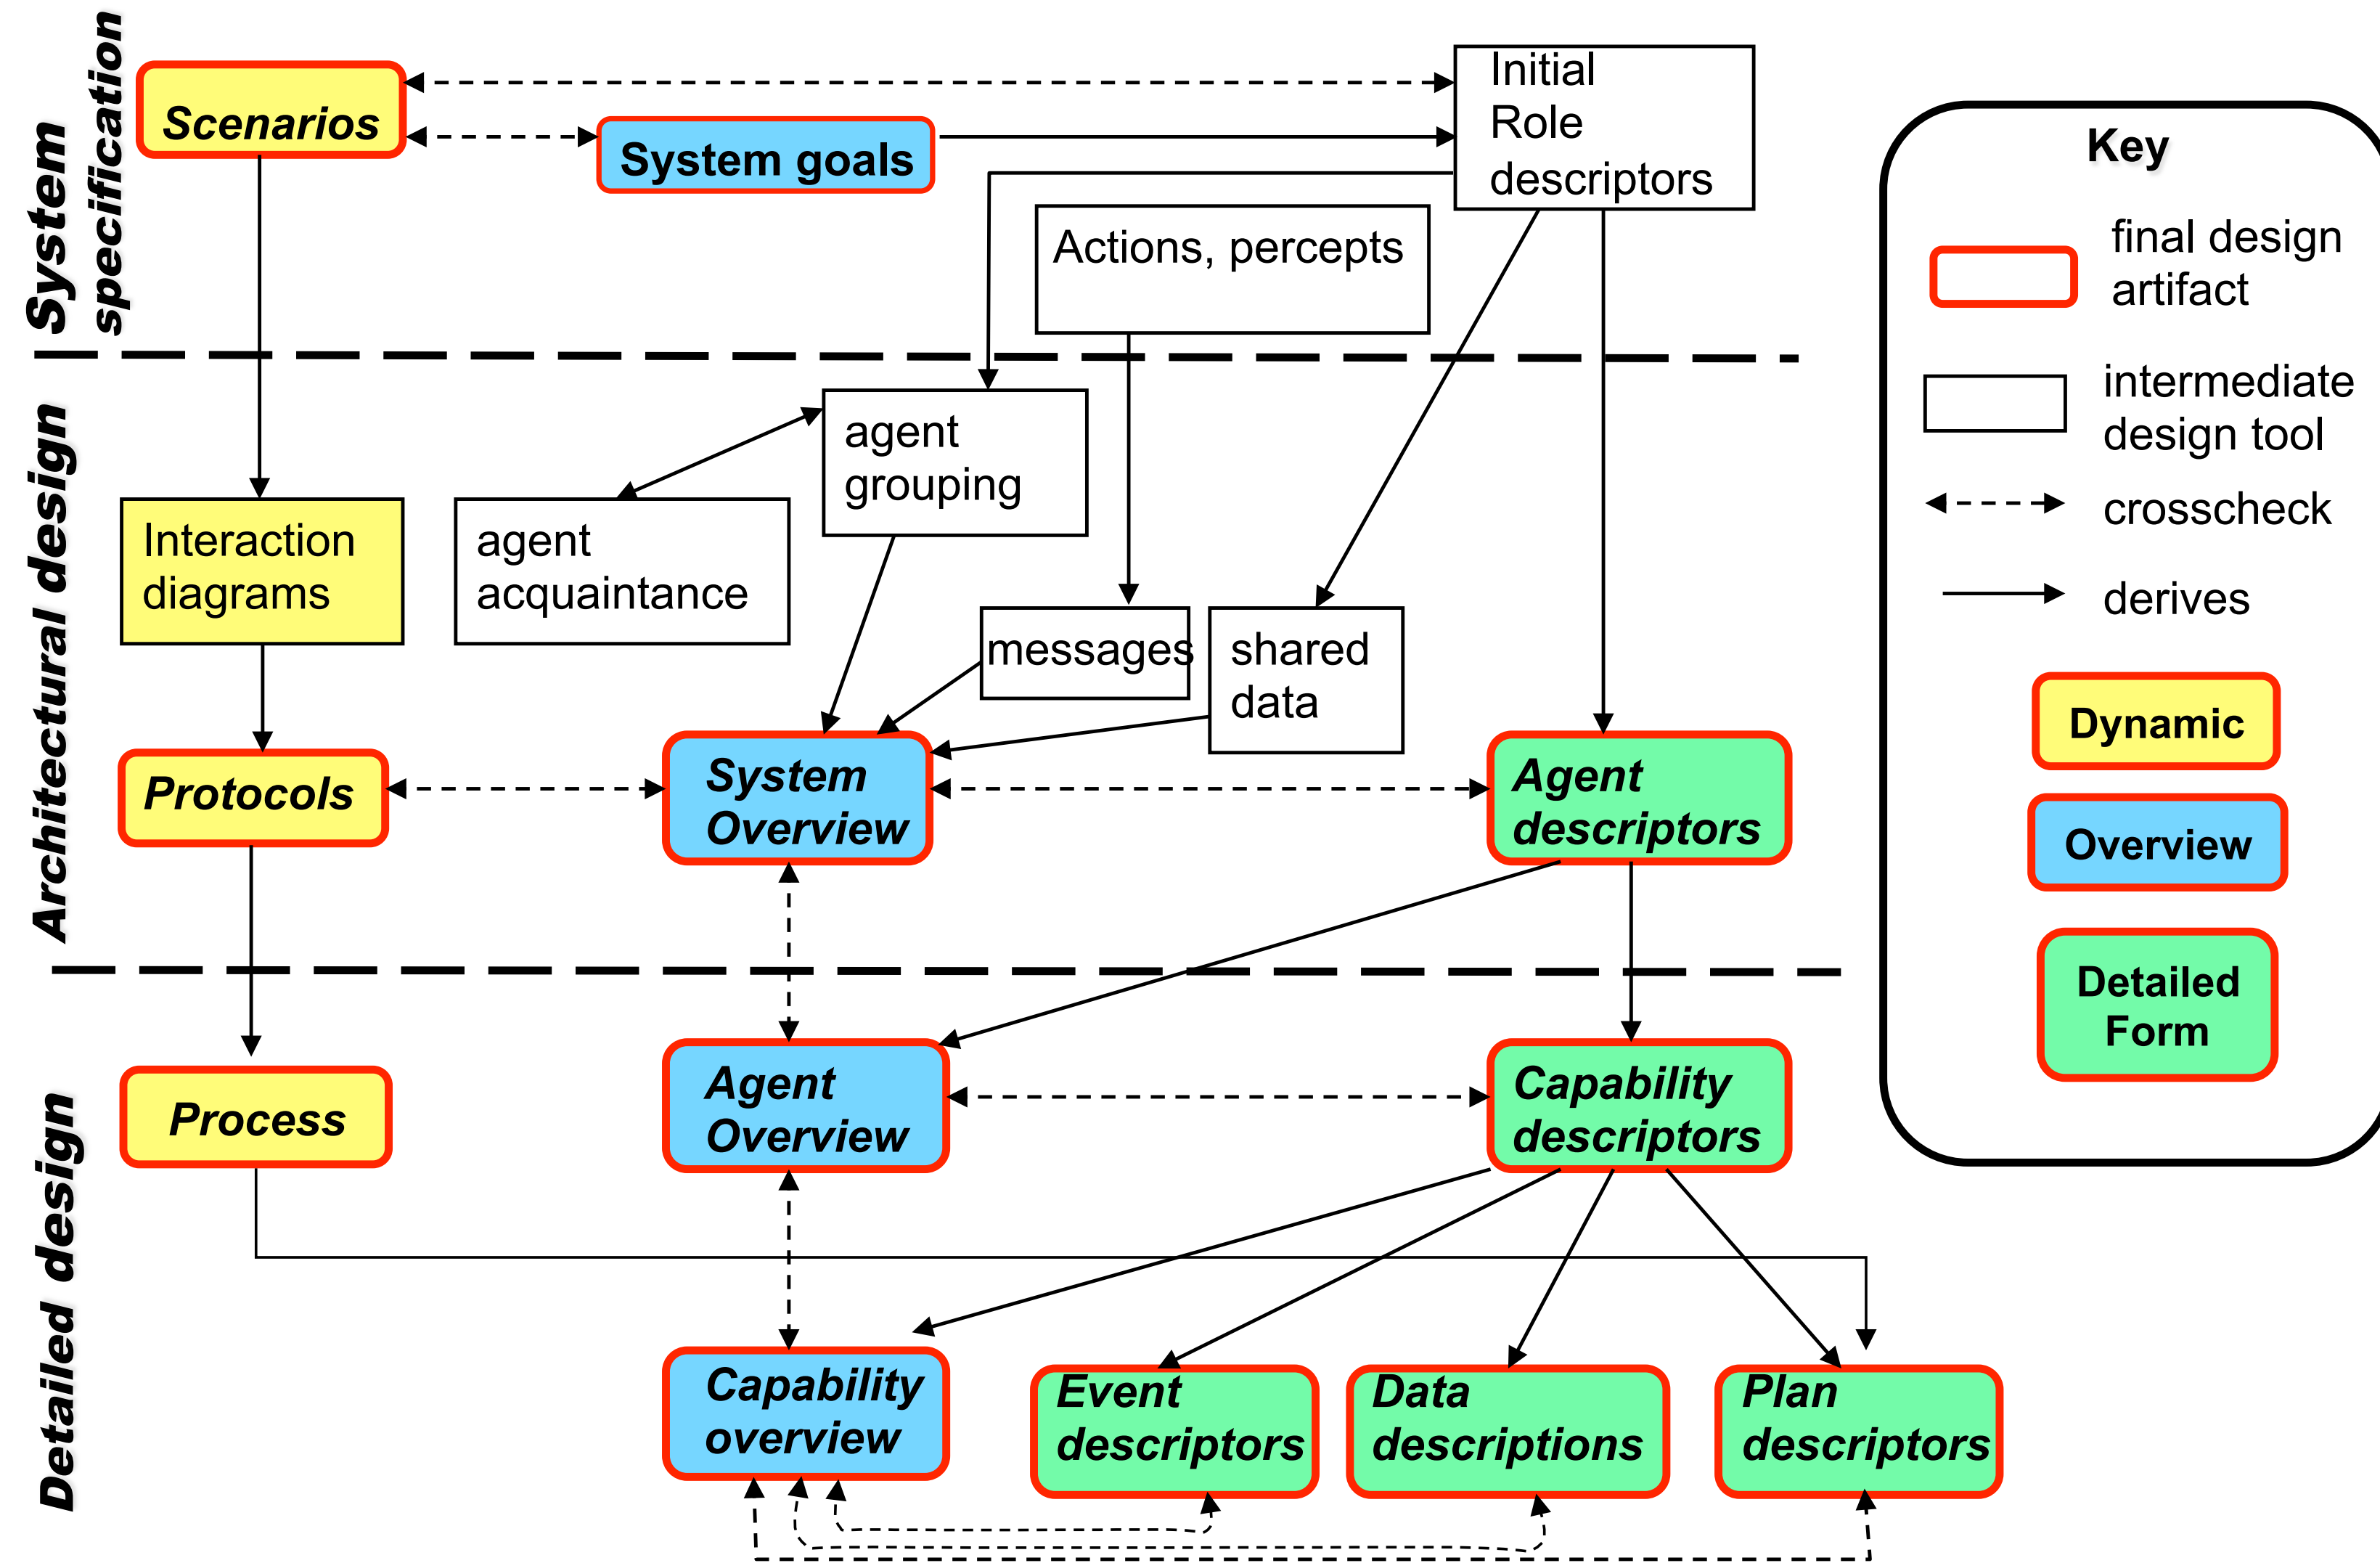 System
specification
Scenarios
System goals
Initial
Role
descriptors
Actions, percepts
Architectural design
agent
grouping
Interaction
diagrams
agent
acquaintance
messages
shared
data
Protocols
System
Overview
Agent
descriptors
Detailed design
Process
Agent
Overview
Capability
descriptors
Capability
overview
Event
descriptors
Data
descriptions
Plan
descriptors
Key
final design
artifact
intermediate
design tool
crosscheck
derives
Dynamic
Overview
Detailed
Form